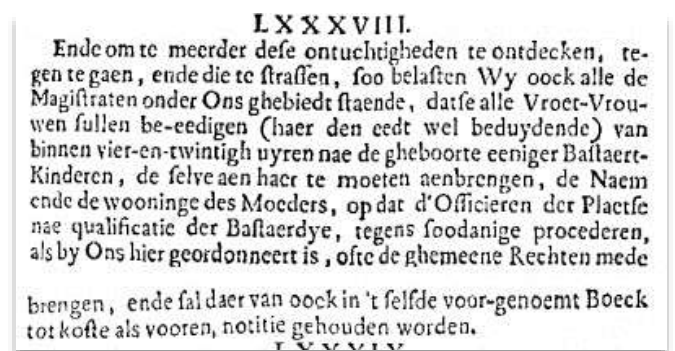 LXXXVIII.
Ende om te meerder dese ontuchtigheden te ontdecken, te-
gen te gaen, ende die te straffen, soo belasten Wy oock alle de
Magistraten onder Ons ghebiedt staende, datse alle Vroet-Vrou-
wen sullen be-eedigen (haer den eedt wel beduydende) van
binnen vier-en-twintigh uyren nae de gheboorte eeniger Bastaert-
Kinderen, de selve aen haer te moeten aenbrengen, de Naem
ende de wooninge des Moeders, op dat d'Officieren der Plaetse
nae qualificatie der Bastaerdye, tegens soodanige procederen,
als by Ons hier geordonneert is, ofte de ghemeene Rechten mede
brengen, ende sal daer van oock in 't selfde voor-genoemt Boeck
tot koste als vooren, notitie gehouden worden.